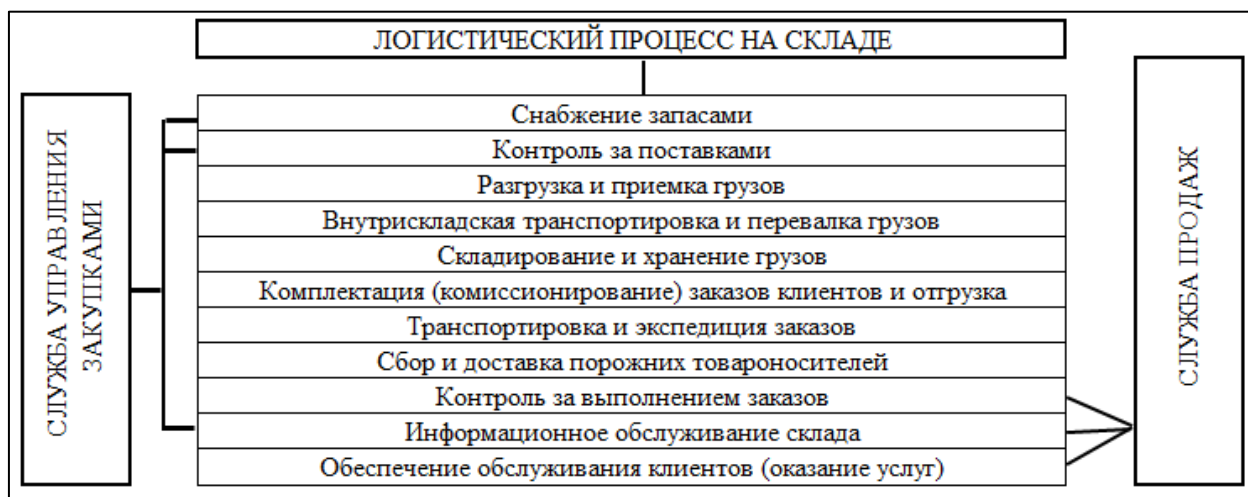 ЛОГИСТИЧЕСКИЙ ПРОЦЕСС НА СКЛАДЕ
СЛУЖБА УПРАВЛЕНИЯ
ЗАКУПКАМИ
Снабжение запасами
Контроль за поставками
Разгрузка и приемка грузов
Внутрискладская транспортировка и перевалка грузов
Складирование и хранение грузов
Комплектация (комиссионирование) заказов клиентов и отгрузка
Транспортировка и экспедиция заказов
Сбор и доставка порожних товароносителей
Контроль за выполнением заказов
Информационное обслуживание склада
Обеспечение обслуживания клиентов (оказание услуг)
СЛУЖБА ПРОДАЖ